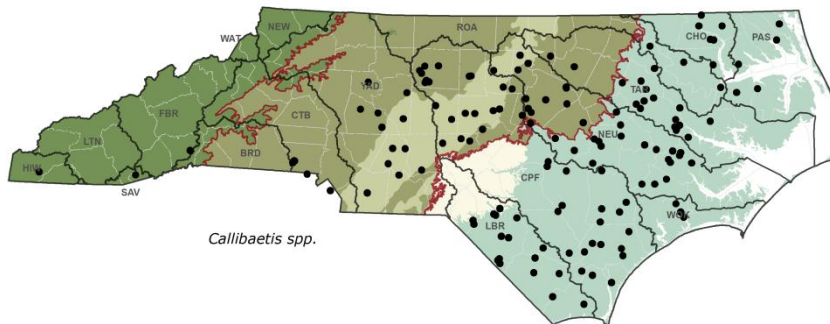 NEW
WAT
ROA
CHO
PAS
YAD
TAR
FBR
CTB
LTN
NEU
BRD
HIW
CPF
SAV
WOK
LBR
Callibaetis spp.